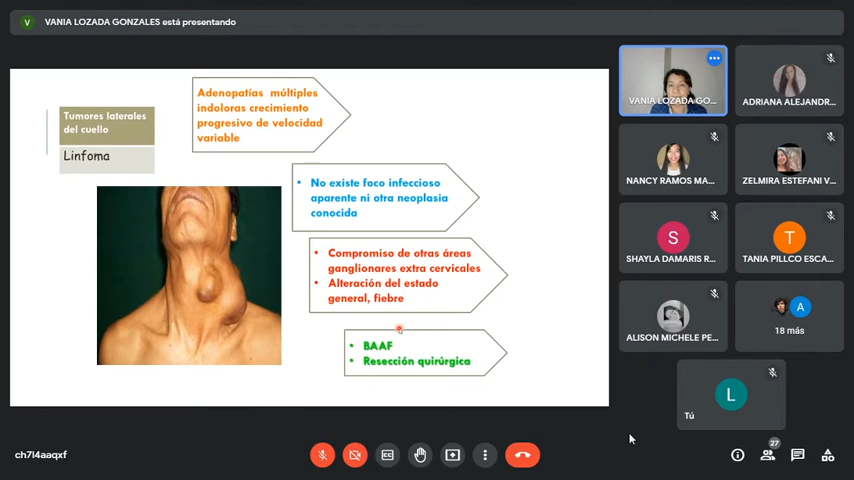 V
VANIA LOZADA GONZALES está presentando
Tumores laterales
del cuello
Linfoma
Adenopatías múltiples
indoloras crecimiento
progresivo de velocidad
variable
• No existe foco infeccioso
aparente ni otra neoplasia
conocida
• Compromiso de otras áreas
ganglionares extra cervicales
• Alteración del estado
general, fiebre
• BAAF
• Resección quirúrgica
VANIA LOZADA GO...
ADRIANA ALEJANDR...
NANCY RAMOS MA...
ZELMIRA ESTEFANI V...
S
SHAYLA DAMARIS R...
T
TANIA PILLCO ESCA...
ALISON MICHELE PE...
A
18 más
L
Tú
ch7l4aaqxf
27